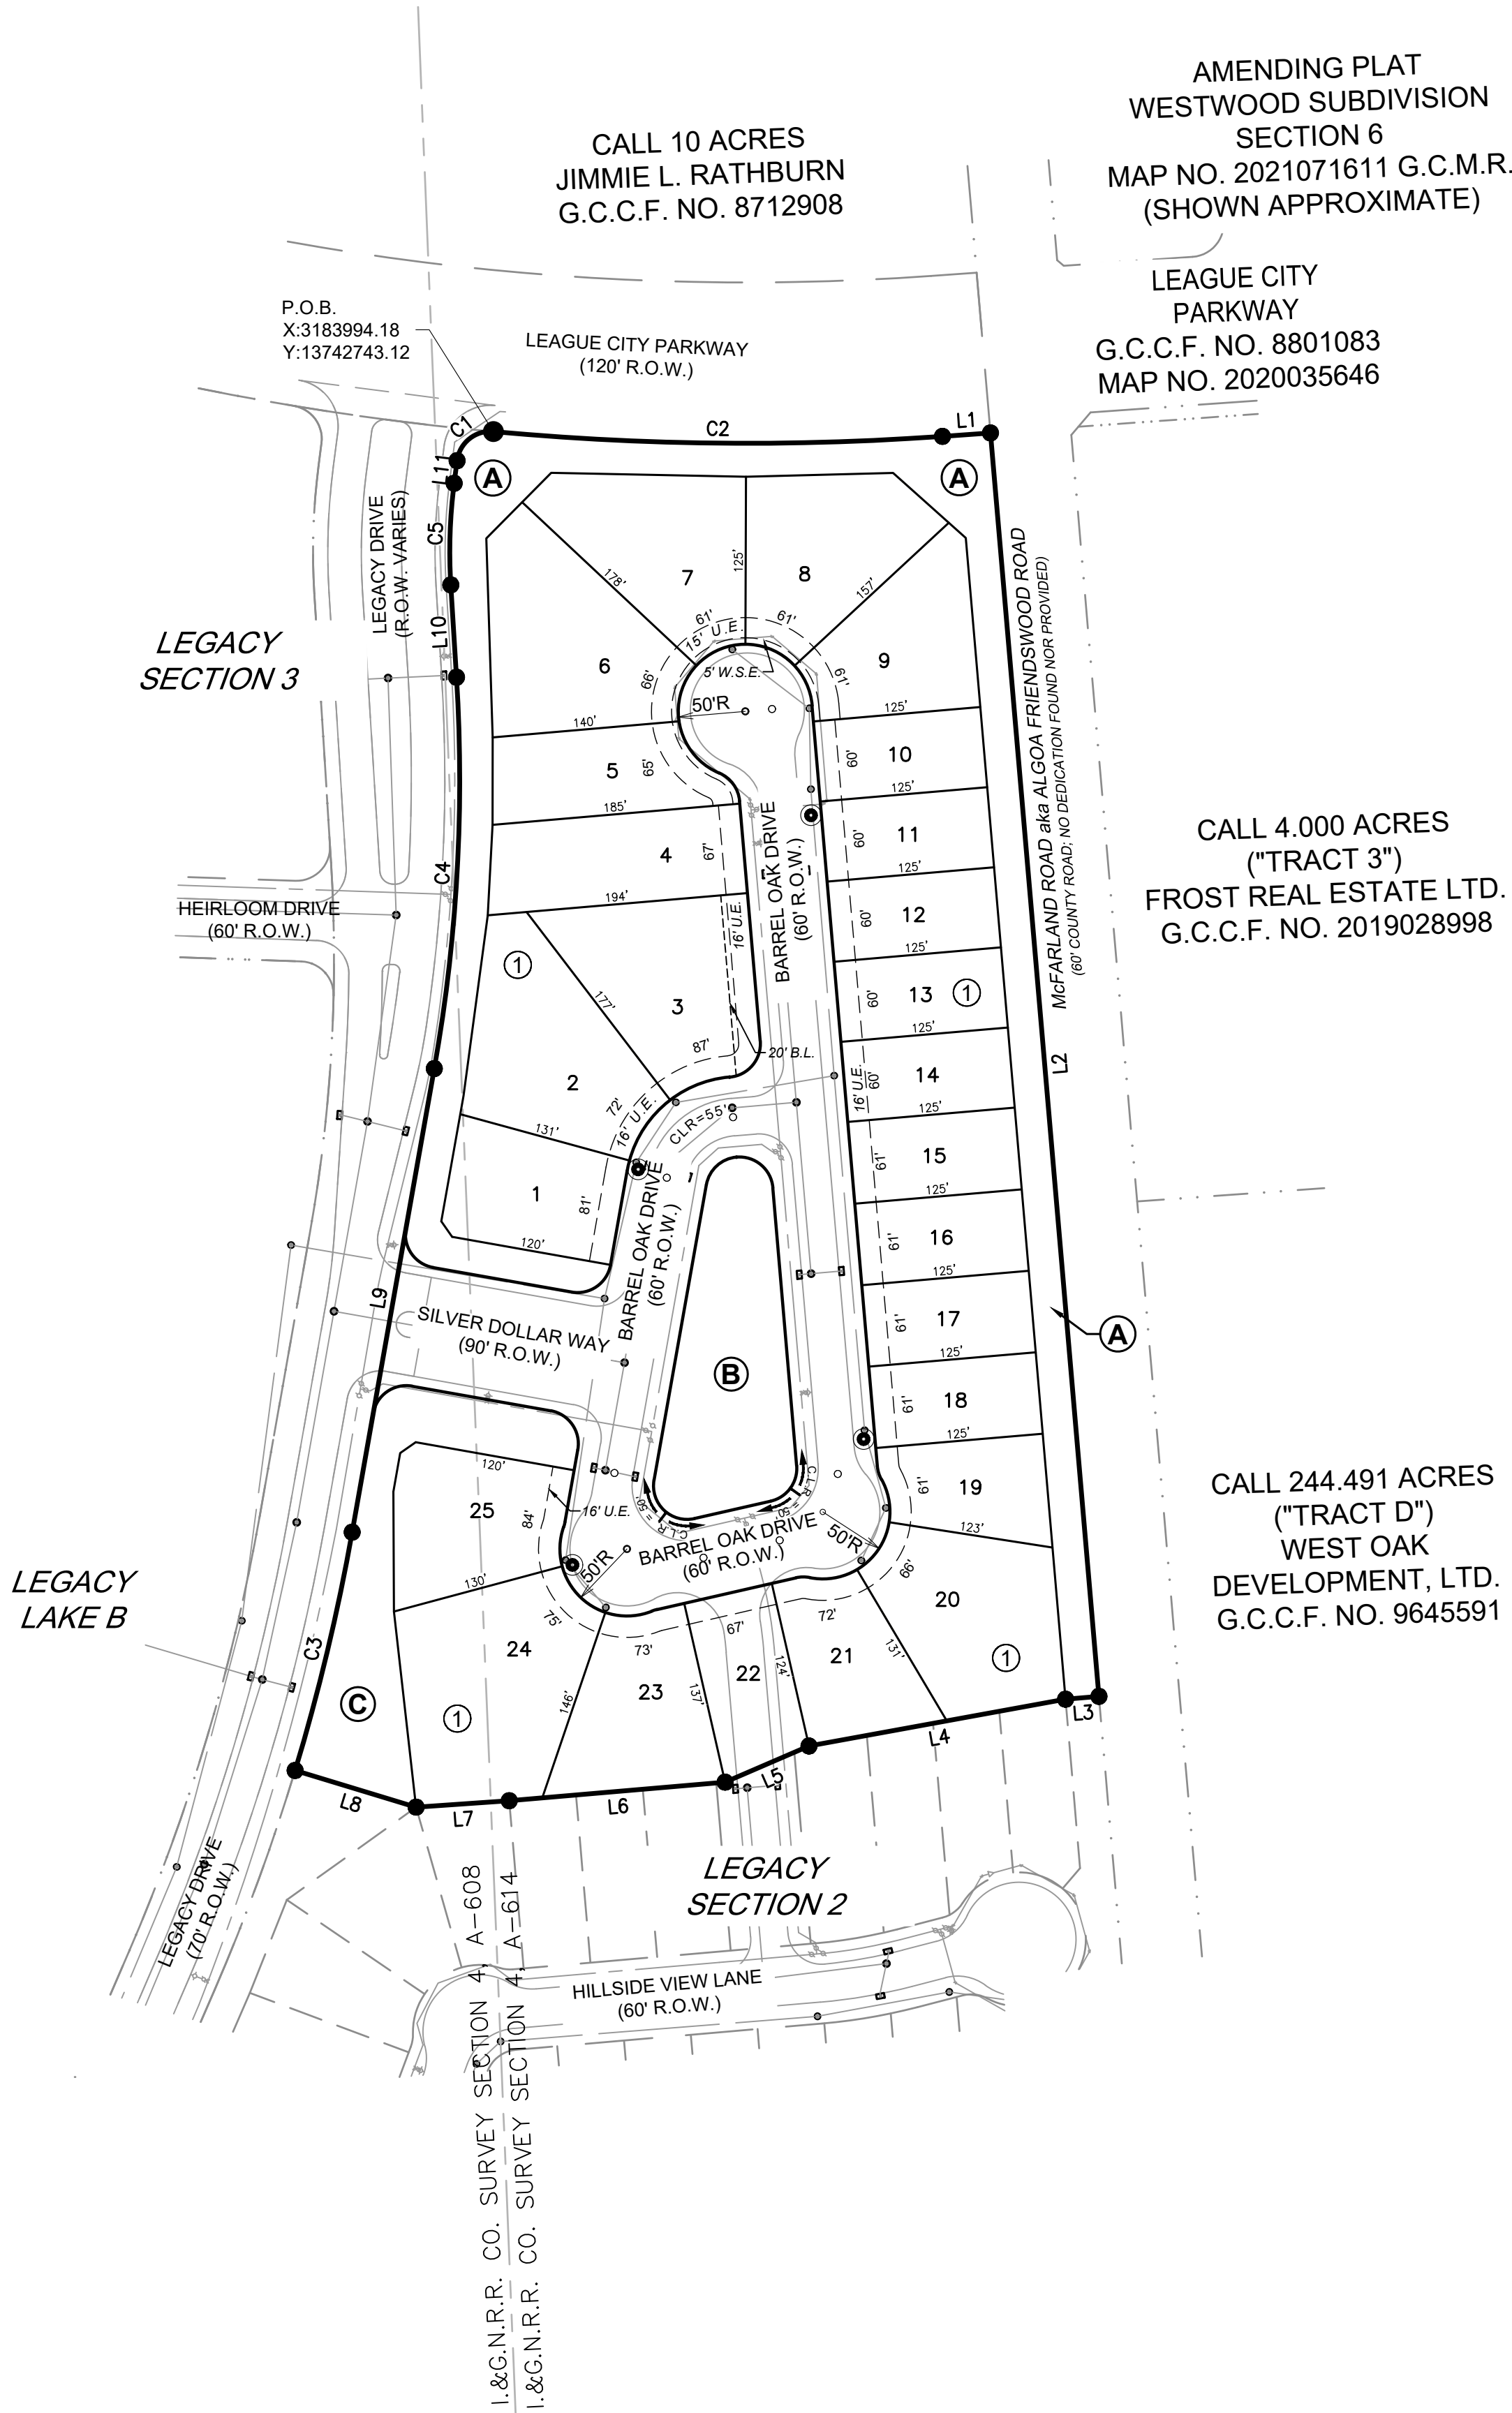 AMENDING PLAT
WESTWOOD SUBDIVISION
SECTION 6
MAP NO. 2021071611 G.C.M.R.
(SHOWN APPROXIMATE)
CALL 10 ACRES
JIMMIE L. RATHBURN
G.C.C.F. NO. 8712908
LEAGUE CITY
PARKWAY
G.C.C.F. NO. 8801083
MAP NO. 2020035646
P.O.B.
X:3183994.18
Y:13742743.12
LEAGUE CITY PARKWAY
(120' R.O.W.)
C1
C2
L1
L11
A
A
C5
LEGACY DRIVE
(R.O.W. VARIES)
L10
LEGACY
SECTION 3
McFARLAND ROAD aka ALGOA FRIENDSWOOD ROAD
(60' COUNTY ROAD; NO DEDICATION FOUND NOR PROVIDED)
178'
7
125'
8
157'
61'
61'
15' U.E.
5' W.S.E.
6
66'
50'R
61'
9
140'
125'
5
65'
60'
10
185'
125'
4
67'
BARREL OAK DRIVE
(60' R.O.W.)
60'
11
125'
C4
194'
16' U.E.
60'
12
125'
HEIRLOOM DRIVE
(60' R.O.W.)
CALL 4.000 ACRES
("TRACT 3")
FROST REAL ESTATE LTD.
G.C.C.F. NO. 2019028998
1
177'
3
60'
13
1
125'
87'
20' B.L.
L2
2
72'
16' U.E.
CLR=55'
16' U.E.
60'
14
125'
131'
61'
15
125'
1
81'
120'
BARREL OAK DRIVE
(60' R.O.W.)
61'
16
125'
L9
SILVER DOLLAR WAY
(90' R.O.W.)
61'
17
125'
A
B
61'
18
125'
120'
25
84'
16' U.E.
C.L.R. = 50'
C.L.R. = 50'
61'
19
123'
BARREL OAK DRIVE
(60' R.O.W.)
50'R
50'R
CALL 244.491 ACRES
("TRACT D")
WEST OAK
DEVELOPMENT, LTD.
G.C.C.F. NO. 9645591
LEGACY
LAKE B
130'
75'
66'
20
C3
24
73'
67'
72'
21
131'
1
22
124'
23
137'
146'
C
1
L3
L4
L5
L6
L7
L8
LEGACY DRIVE
(70' R.O.W.)
LEGACY
SECTION 2
HILLSIDE VIEW LANE
(60' R.O.W.)
I.&G.N.R.R. CO. SURVEY SECTION 4, A-608
I.&G.N.R.R. CO. SURVEY SECTION 4, A-614